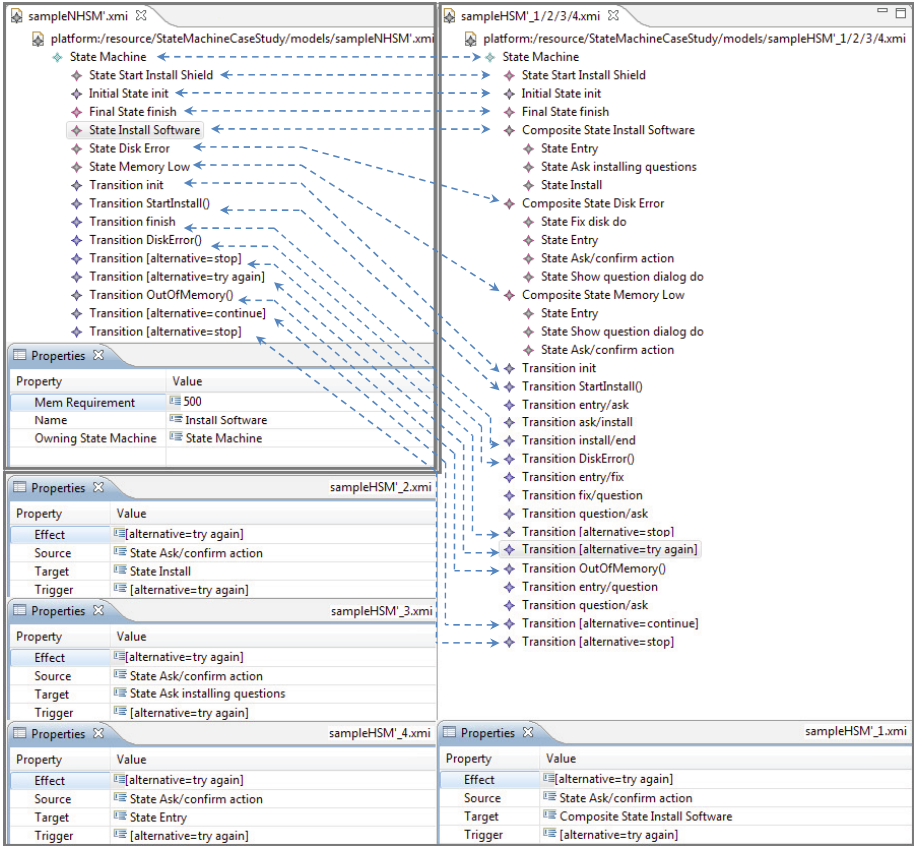 sampleNHSM'.xmi
platform:/resource/StateMachineCaseStudy/models/sampleNHSM'.xmi
State Machine
State Start Install Shield
Initial State init
Final State finish
State Install Software
State Disk Error
State Memory Low
Transition init
Transition StartInstall()
Transition finish
Transition DiskError()
Transition [alternative=stop]
Transition [alternative=try again]
Transition OutOfMemory()
Transition [alternative=continue]
Transition [alternative=stop]
Properties
Property Value
Mem Requirement 500
Name Install Software
Owning State Machine State Machine
Properties sampleHSM'_2.xmi
Property Value
Effect [alternative=try again]
Source State Ask/confirm action
Target State Install
Trigger [alternative=try again]
Properties sampleHSM'_3.xmi
Property Value
Effect [alternative=try again]
Source State Ask/confirm action
Target State Ask installing questions
Trigger [alternative=try again]
Properties sampleHSM'_4.xmi
Property Value
Effect [alternative=try again]
Source State Ask/confirm action
Target State Entry
Trigger [alternative=try again]
sampleHSM'_1/2/3/4.xmi
platform:/resource/StateMachineCaseStudy/models/sampleHSM'_1/2/3/4.xmi
State Machine
State Start Install Shield
Initial State init
Final State finish
Composite State Install Software
State Entry
State Ask installing questions
State Install
Composite State Disk Error
State Fix disk do
State Entry
State Ask/confirm action
State Show question dialog do
Composite State Memory Low
State Entry
State Show question dialog do
State Ask/confirm action
Transition init
Transition StartInstall()
Transition entry/ask
Transition ask/install
Transition install/end
Transition DiskError()
Transition entry/fix
Transition fix/question
Transition question/ask
Transition [alternative=stop]
Transition [alternative=try again]
Transition OutOfMemory()
Transition entry/question
Transition question/ask
Transition [alternative=continue]
Transition [alternative=stop]
Properties sampleHSM'_1.xmi
Property Value
Effect [alternative=try again]
Source State Ask/confirm action
Target Composite State Install Software
Trigger [alternative=try again]